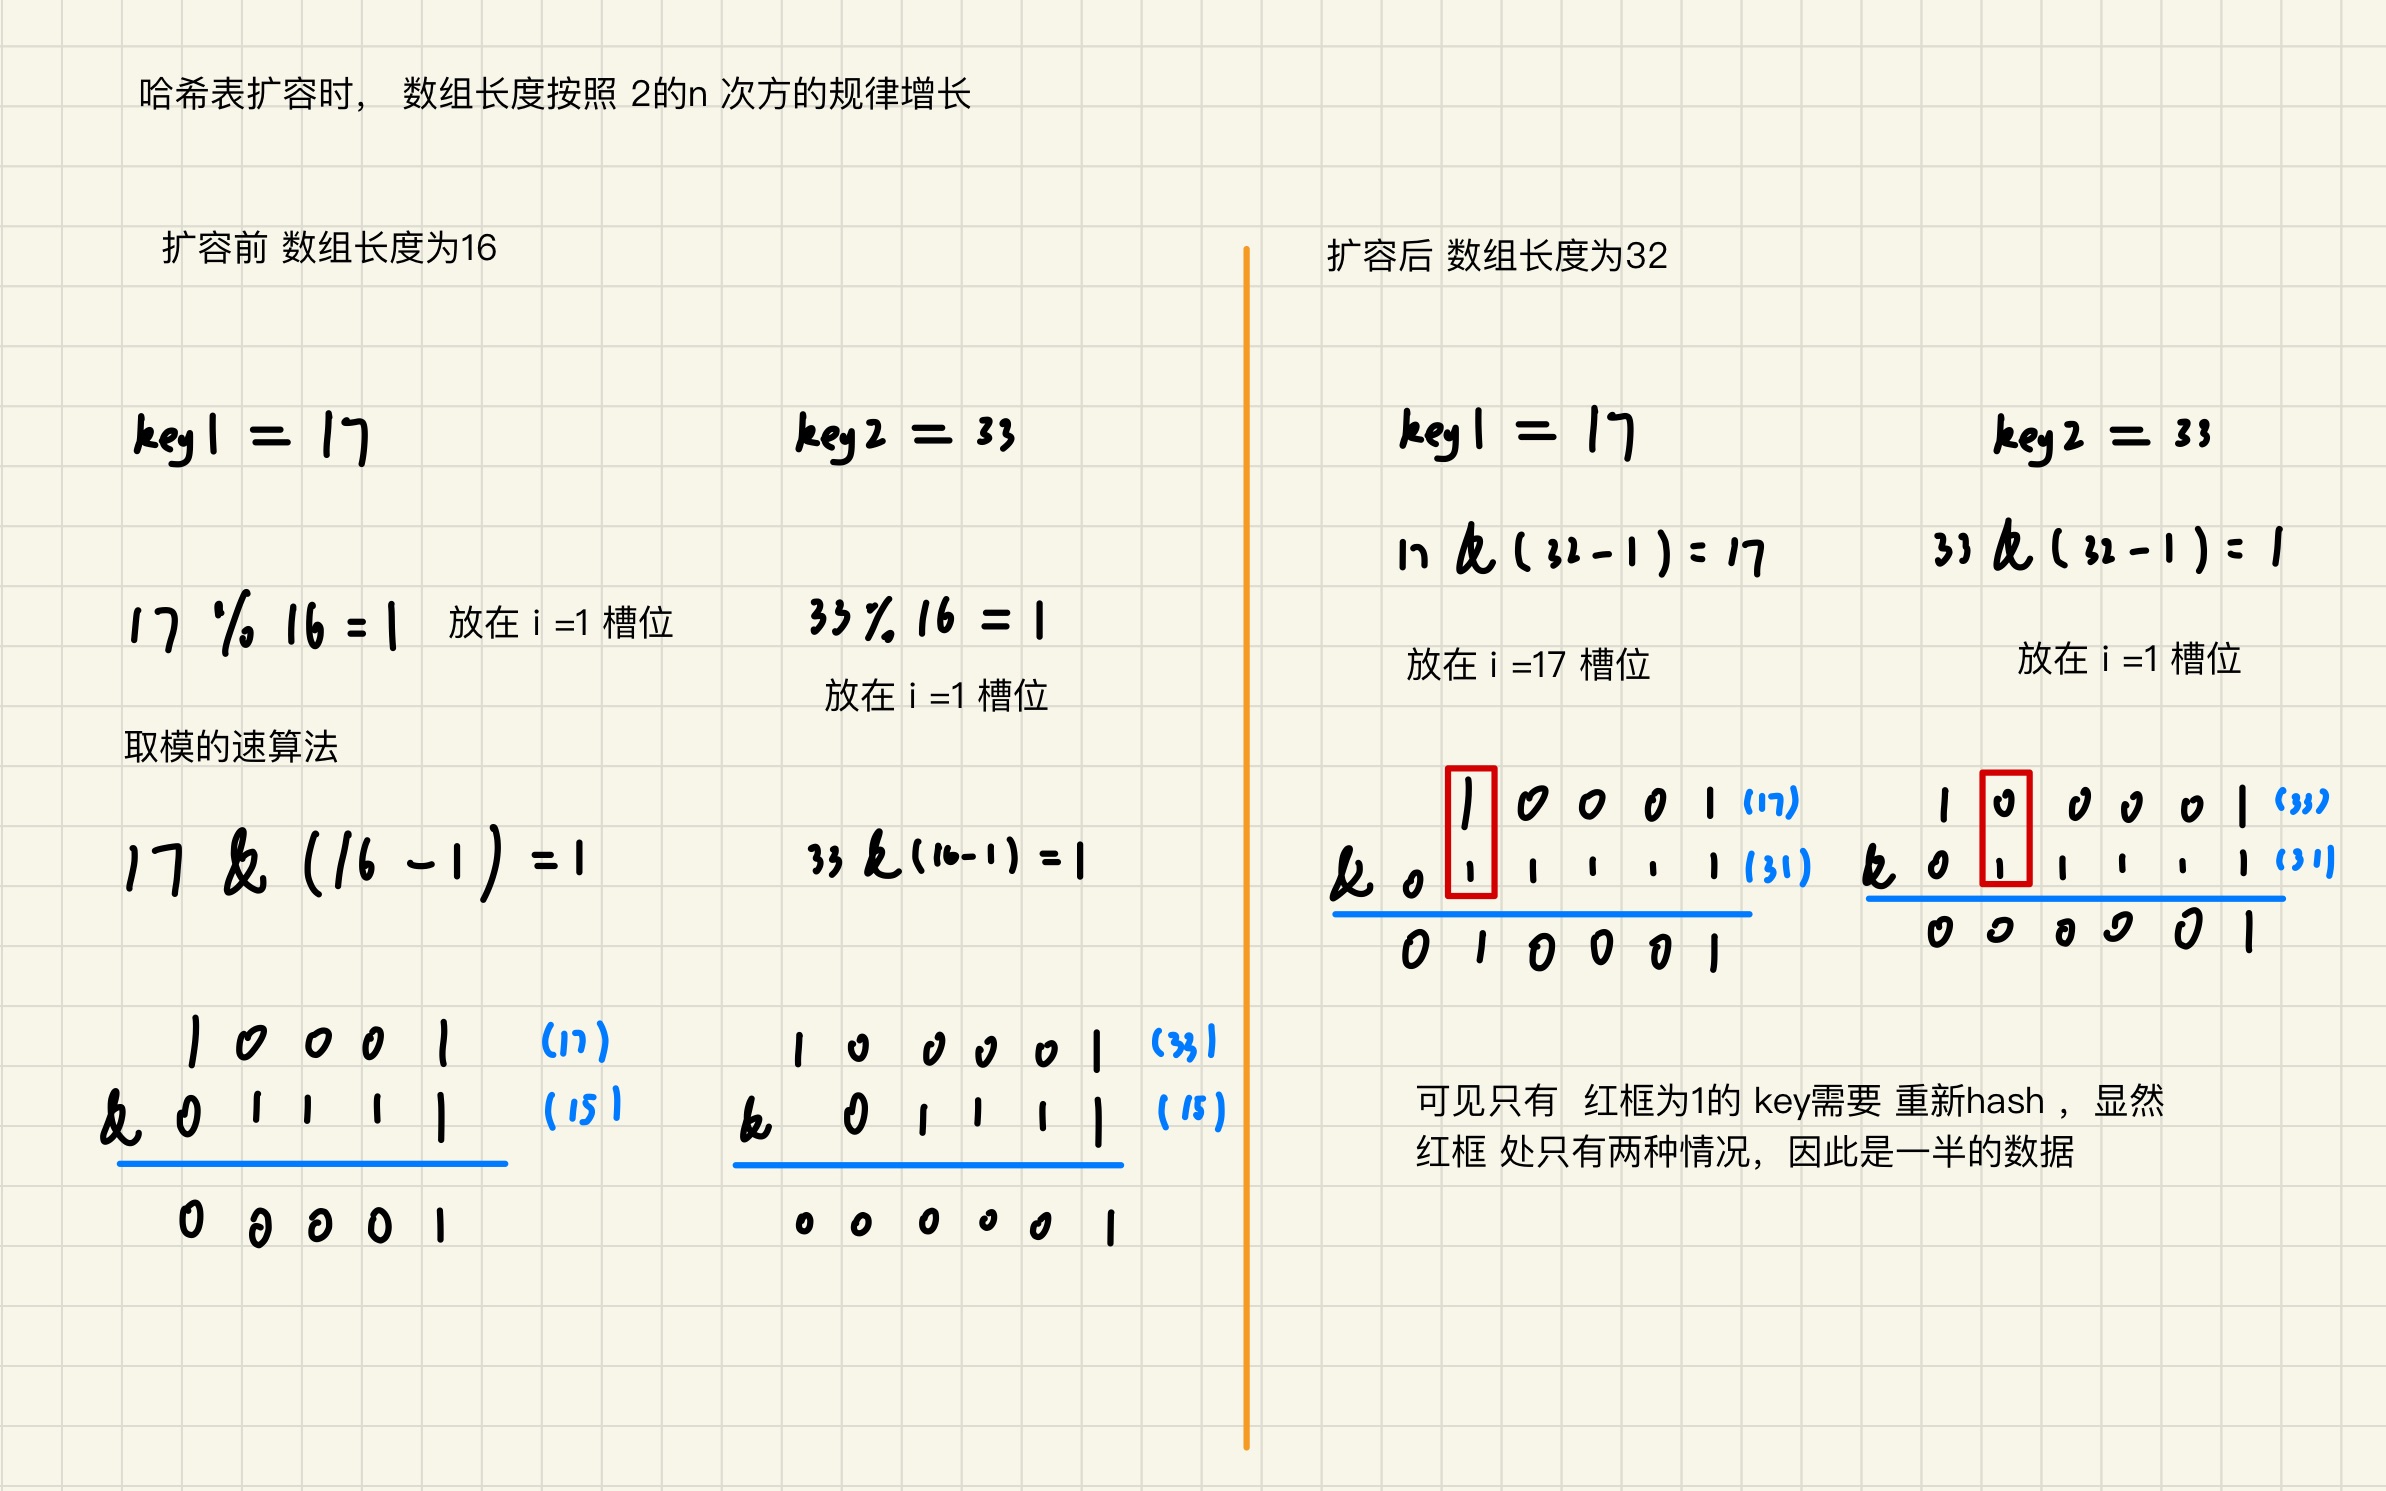 哈希表扩容时， 数组长度按照 2的n 次方的规律增长
扩容前 数组长度为16
key1 = 17
key2 = 33
17 % 16 = 1 放在 i =1 槽位
33 % 16 = 1
放在 i =1 槽位
取模的速算法
17 & (16 - 1) = 1
33 & (16-1) = 1
1 0 0 0 1 (17)
& 0 1 1 1 1 (15)
0 0 0 0 1
1 0 0 0 0 1 (33)
& 0 1 1 1 1 (15)
0 0 0 0 0 1
扩容后 数组长度为32
key1 = 17
key2 = 33
17 & (32-1) = 17
33 & (32-1) = 1
放在 i =17 槽位
放在 i =1 槽位
1 0 0 0 1 (17)
& 0 1 1 1 1 1 (31)
0 1 0 0 0 1
1 0 0 0 0 1 (33)
& 0 1 1 1 1 1 (31)
0 0 0 0 0 1
可见只有 红框为1的 key需要 重新hash ，显然
红框 处只有两种情况，因此是一半的数据